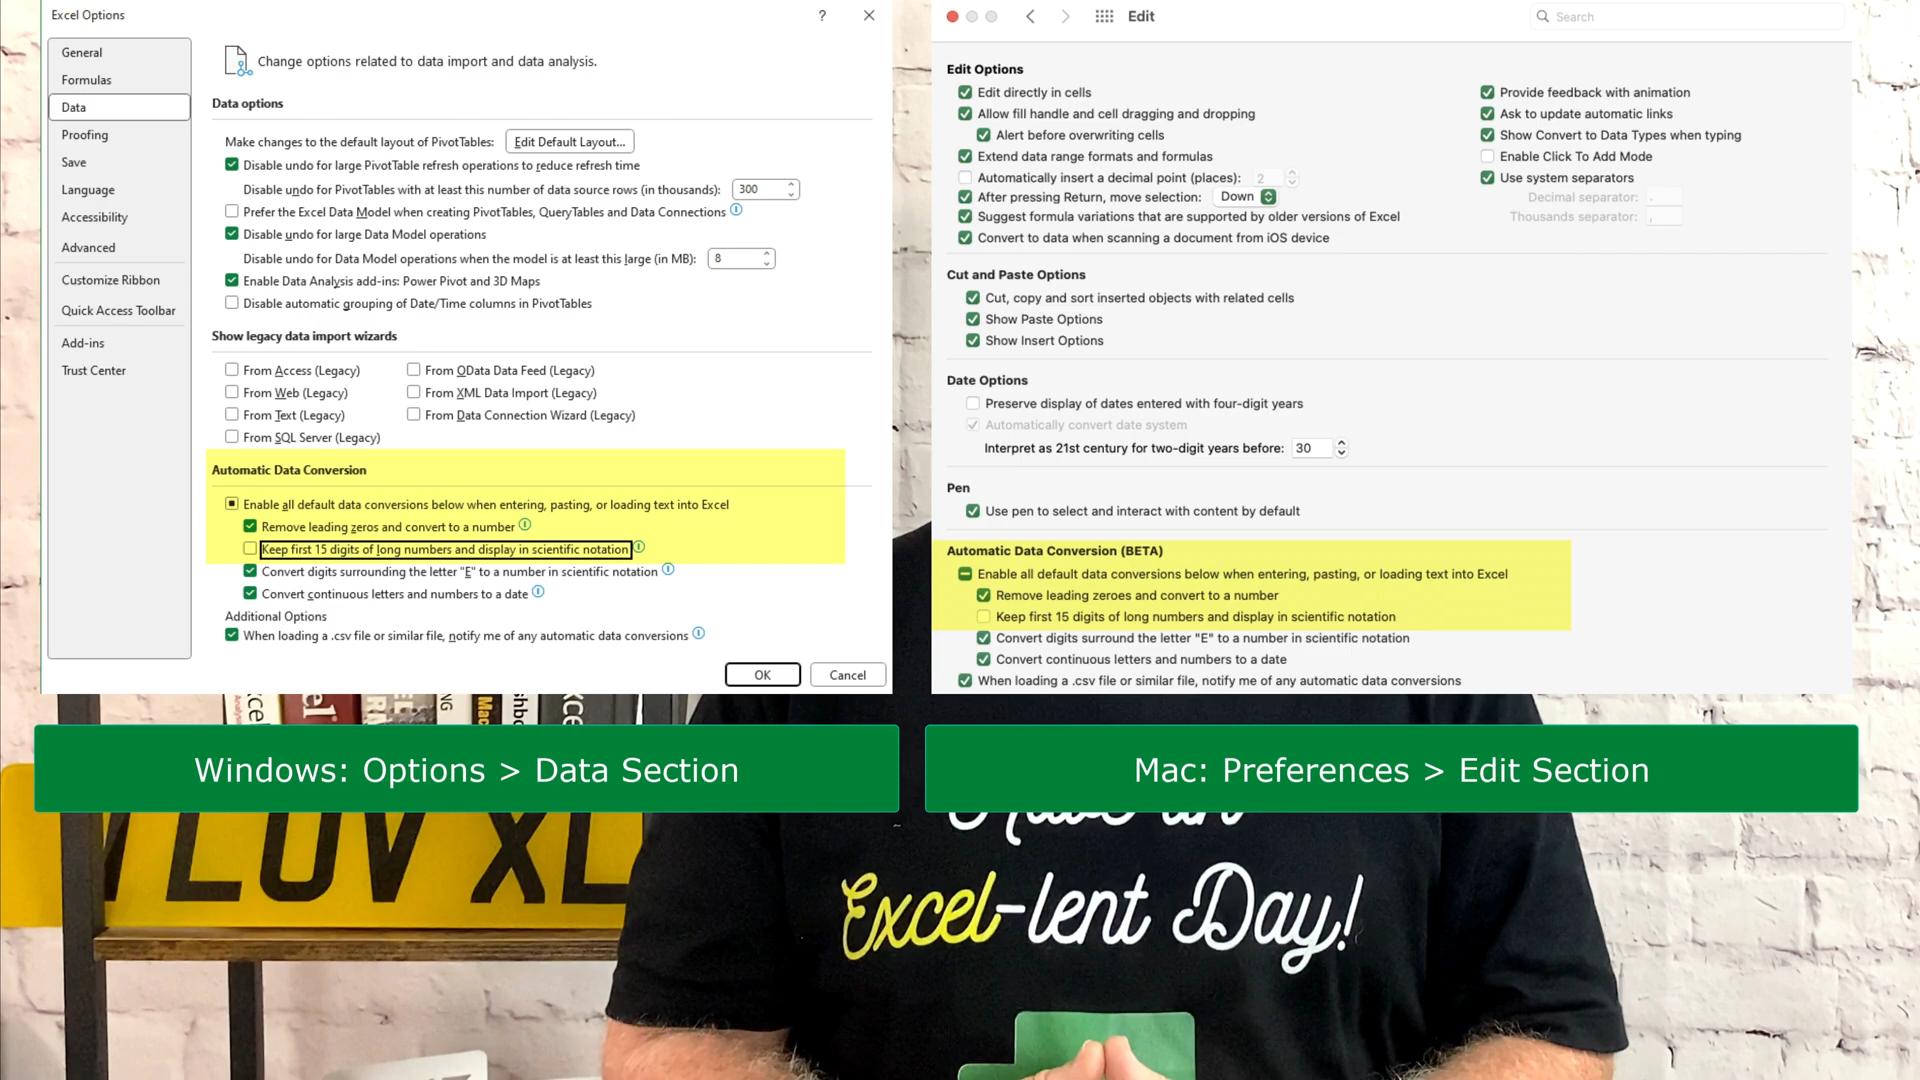 Excel Options
?
General
Formulas
Data
Proofing
Save
Language
Accessibility
Advanced
Customize Ribbon
Quick Access Toolbar
Add-ins
Trust Center
Change options related to data import and data analysis.
Data options
Make changes to the default layout of PivotTables: Edit Default Layout...
Disable undo for large PivotTable refresh operations to reduce refresh time
Disable undo for PivotTables with at least this number of data source rows (in thousands): 300
Prefer the Excel Data Model when creating PivotTables, QueryTables and Data Connections
Disable undo for large Data Model operations
Disable undo for Data Model operations when the model is at least this large (in MB): 8
Enable Data Analysis add-ins: Power Pivot and 3D Maps
Disable automatic grouping of Date/Time columns in PivotTables
Show legacy data import wizards
From Access (Legacy) From OData Data Feed (Legacy)
From Web (Legacy) From XML Data Import (Legacy)
From Text (Legacy) From Data Connection Wizard (Legacy)
From SQL Server (Legacy)
Automatic Data Conversion
Enable all default data conversions below when entering, pasting, or loading text into Excel
Remove leading zeros and convert to a number
Keep first 15 digits of long numbers and display in scientific notation
Convert digits surrounding the letter "E" to a number in scientific notation
Convert continuous letters and numbers to a date
Additional Options
When loading a .csv file or similar file, notify me of any automatic data conversions
OK Cancel
Edit Search
Edit Options
Edit directly in cells Provide feedback with animation
Allow fill handle and cell dragging and dropping Ask to update automatic links
Alert before overwriting cells Show Convert to Data Types when typing
Extend data range formats and formulas Enable Click To Add Mode
Automatically insert a decimal point (places): 2 Use system separators
After pressing Return, move selection: Down Decimal separator: .
Suggest formula variations that are supported by older versions of Excel Thousands separator: ,
Convert to data when scanning a document from iOS device
Cut and Paste Options
Cut, copy and sort inserted objects with related cells
Show Paste Options
Show Insert Options
Date Options
Preserve display of dates entered with four-digit years
Automatically convert date system
Interpret as 21st century for two-digit years before: 30
Pen
Use pen to select and interact with content by default
Automatic Data Conversion (BETA)
Enable all default data conversions below when entering, pasting, or loading text into Excel
Remove leading zeroes and convert to a number
Keep first 15 digits of long numbers and display in scientific notation
Convert digits surround the letter "E" to a number in scientific notation
Convert continuous letters and numbers to a date
When loading a .csv file or similar file, notify me of any automatic data conversions
Windows: Options > Data Section
Mac: Preferences > Edit Section
LUV XL
Excel-lent Day!